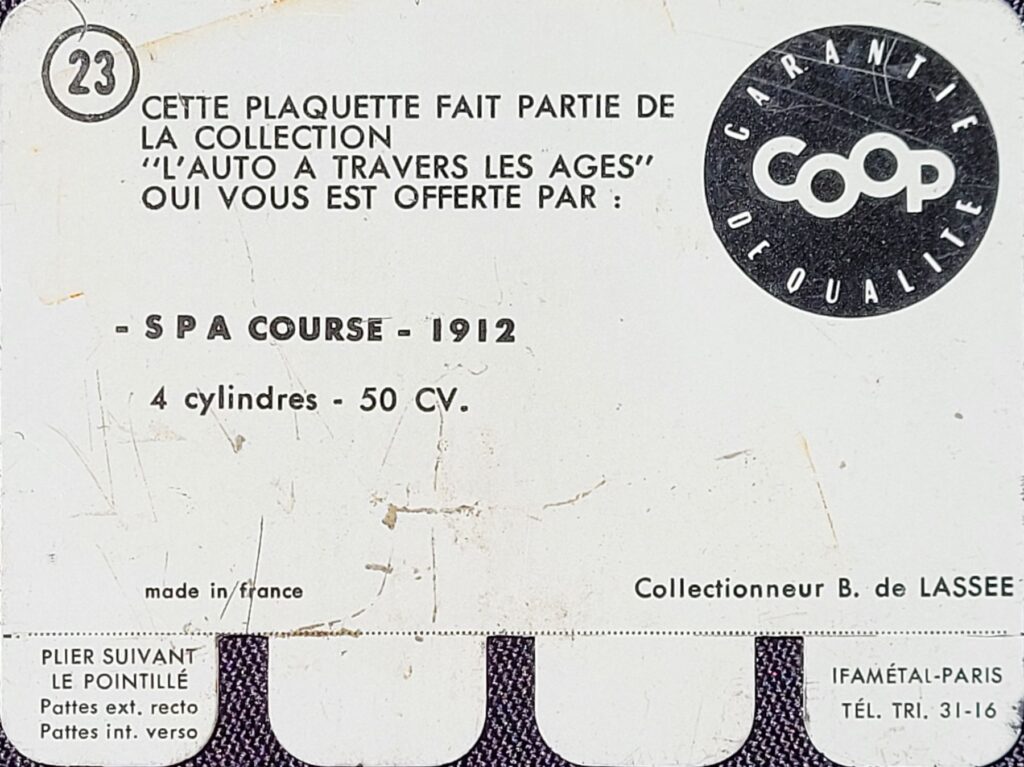 23
CETTE PLAQUETTE FAIT PARTIE DE
LA COLLECTION
"L'AUTO A TRAVERS LES AGES"
QUI VOUS EST OFFERTE PAR :
GARANTIE
COOP
DE QUALITE
- S P A COURSE - 1912
4 cylindres - 50 CV.
made in france
Collectionneur B. de LASSEE
PLIER SUIVANT
LE POINTILLÉ
Pattes ext. recto
Pattes int. verso
IFAMÉTAL-PARIS
TÉL. TRI. 31-16